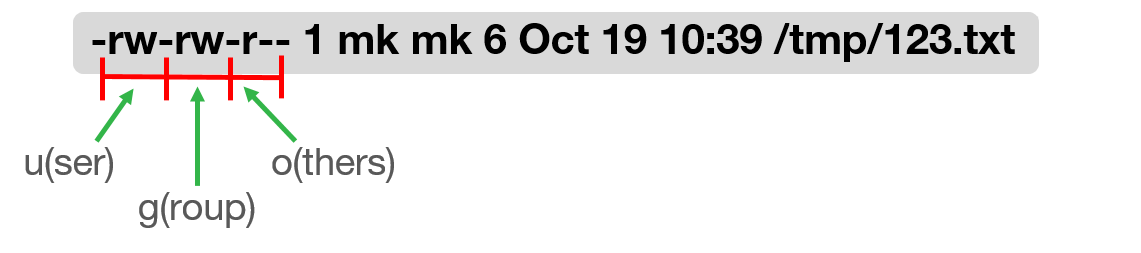 -rw-rw-r-- 1 mk mk 6 Oct 19 10:39 /tmp/123.txt
u(ser)
o(thers)
g(roup)